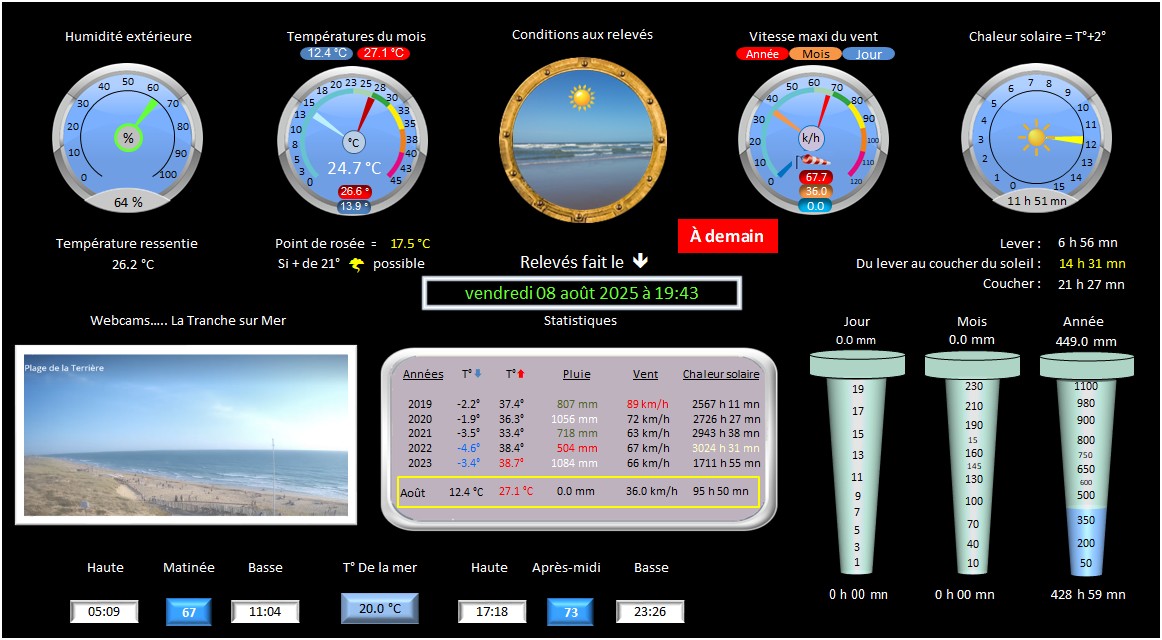 Humidité extérieure
Températures du mois
12.4 °C 27.1 °C
Conditions aux relevés
Vitesse maxi du vent
Année Mois Jour
Chaleur solaire = T°+2°
0 10 20 30 40 50 60 70 80 90 100
%
64 %
0 3 5 8 10 13 15 18 20 23 25 28 30 33 35 38 40 43 45
°C
24.7 °C
26.6 °
13.9 °
0 10 20 30 40 50 60 70 80 90 100 110 120
k/h
67.7
36.0
0.0
0 1 2 3 4 5 6 7 8 9 10 11 12 13 14 15
11 h 51 mn
À demain
Température ressentie
26.2 °C
Point de rosée = 17.5 °C
Si + de 21° possible
Relevés fait le
vendredi 08 août 2025 à 19:43
Lever : 6 h 56 mn
Du lever au coucher du soleil : 14 h 31 mn
Coucher : 21 h 27 mn
Webcams..... La Tranche sur Mer
Plage de la Terrière
Statistiques
Années T° T° Pluie Vent Chaleur solaire
2019 -2.2° 37.4° 807 mm 89 km/h 2567 h 11 mn
2020 -1.9° 36.3° 1056 mm 72 km/h 2726 h 27 mn
2021 -3.5° 33.4° 718 mm 63 km/h 2943 h 38 mn
2022 -4.6° 38.4° 504 mm 67 km/h 3024 h 31 mn
2023 -3.4° 38.7° 1084 mm 66 km/h 1711 h 55 mn
Août 12.4 °C 27.1 °C 0.0 mm 36.0 km/h 95 h 50 mn
Jour
0.0 mm
19
17
15
13
11
9
7
5
3
1
0 h 00 mn
Mois
0.0 mm
230
210
190
15
160
145
130
100
70
40
10
0 h 00 mn
Année
449.0 mm
1100
980
900
800
750
650
600
500
350
200
50
428 h 59 mn
Haute Matinée Basse T° De la mer Haute Après-midi Basse
05:09 67 11:04 20.0 °C 17:18 73 23:26